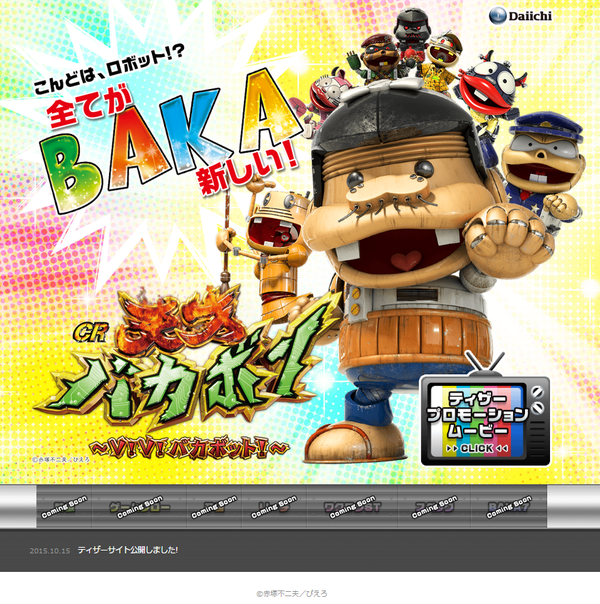 Daiichi
こんどは、ロボット!?
全てが
BAKA
新しい!
CR 天才
バカボン
~V!V!バカボット!~
©赤塚不二夫/ぴえろ
ティザー
プロモーション
ムービー
▶▶CLICK◀◀
Coming Soon Coming Soon Coming Soon Coming Soon Coming Soon Coming Soon Coming Soon
2015.10.15 ティザーサイト公開しました!
©赤塚不二夫/ぴえろ